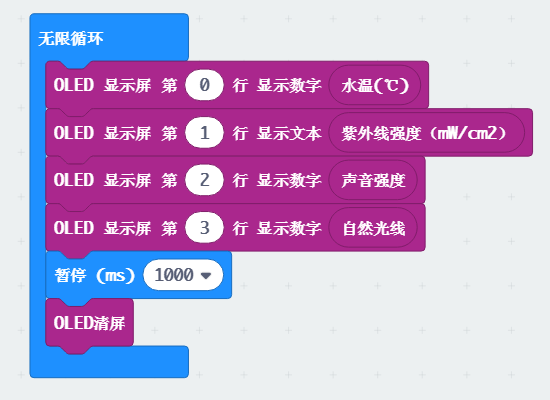 无限循环
OLED 显示屏 第 0 行 显示数字 水温(℃)
OLED 显示屏 第 1 行 显示文本 紫外线强度（mW/cm2）
OLED 显示屏 第 2 行 显示数字 声音强度
OLED 显示屏 第 3 行 显示数字 自然光线
暂停 (ms) 1000
OLED清屏